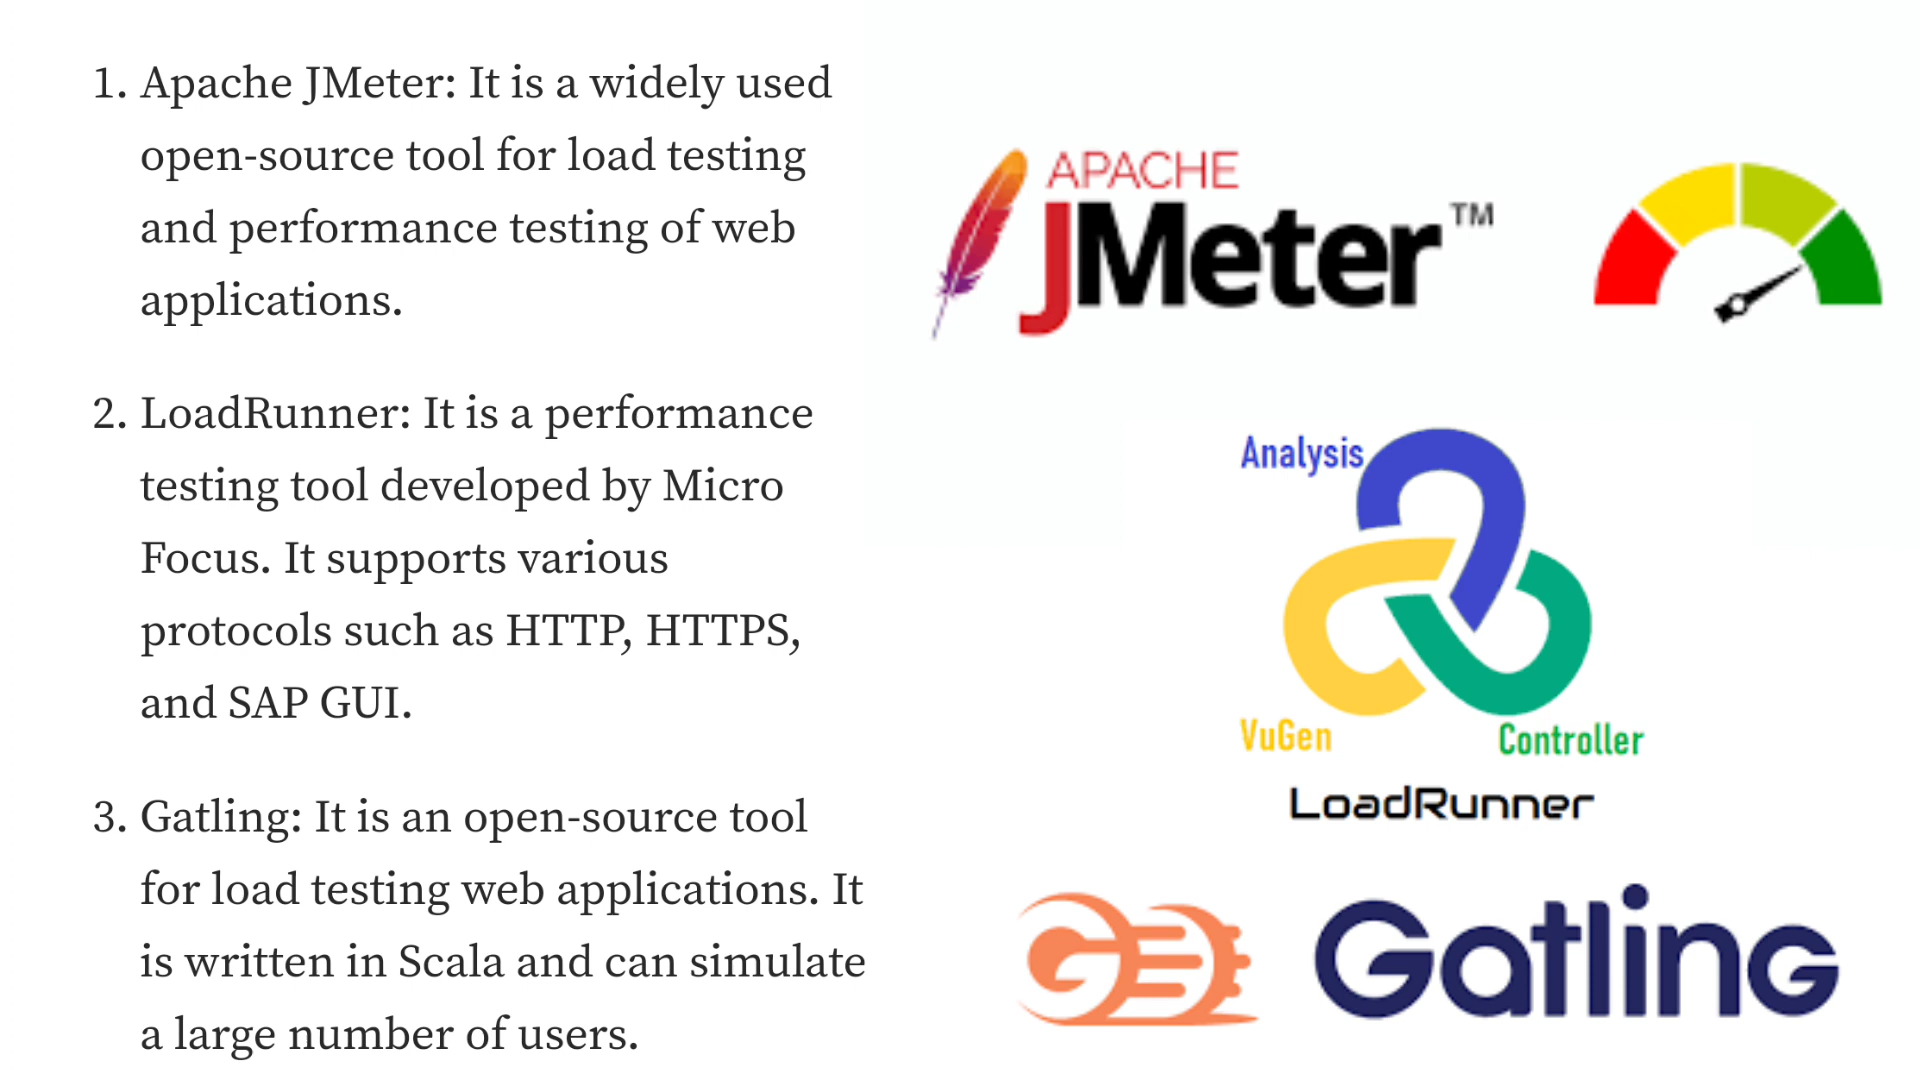 1. Apache JMeter: It is a widely used
open-source tool for load testing
and performance testing of web
applications.
2. LoadRunner: It is a performance
testing tool developed by Micro
Focus. It supports various
protocols such as HTTP, HTTPS,
and SAP GUI.
3. Gatling: It is an open-source tool
for load testing web applications. It
is written in Scala and can simulate
a large number of users.
APACHE
JMeter™
Analysis
VuGen
Controller
LoadRunner
Gatling